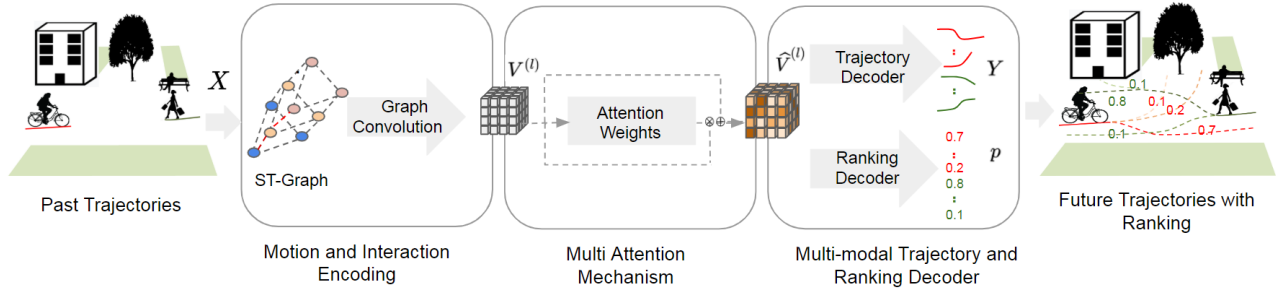 X
Past Trajectories
ST-Graph
Graph
Convolution
Motion and Interaction
Encoding
V^(l)
Attention
Weights
⊗⊕
Multi Attention
Mechanism
V̂^(l)
Trajectory
Decoder
Y
Ranking
Decoder
0.7
:
0.2
0.8
:
0.1
p
Multi-modal Trajectory and
Ranking Decoder
0.1
0.8
0.1
0.2
0.1
0.7
Future Trajectories with
Ranking